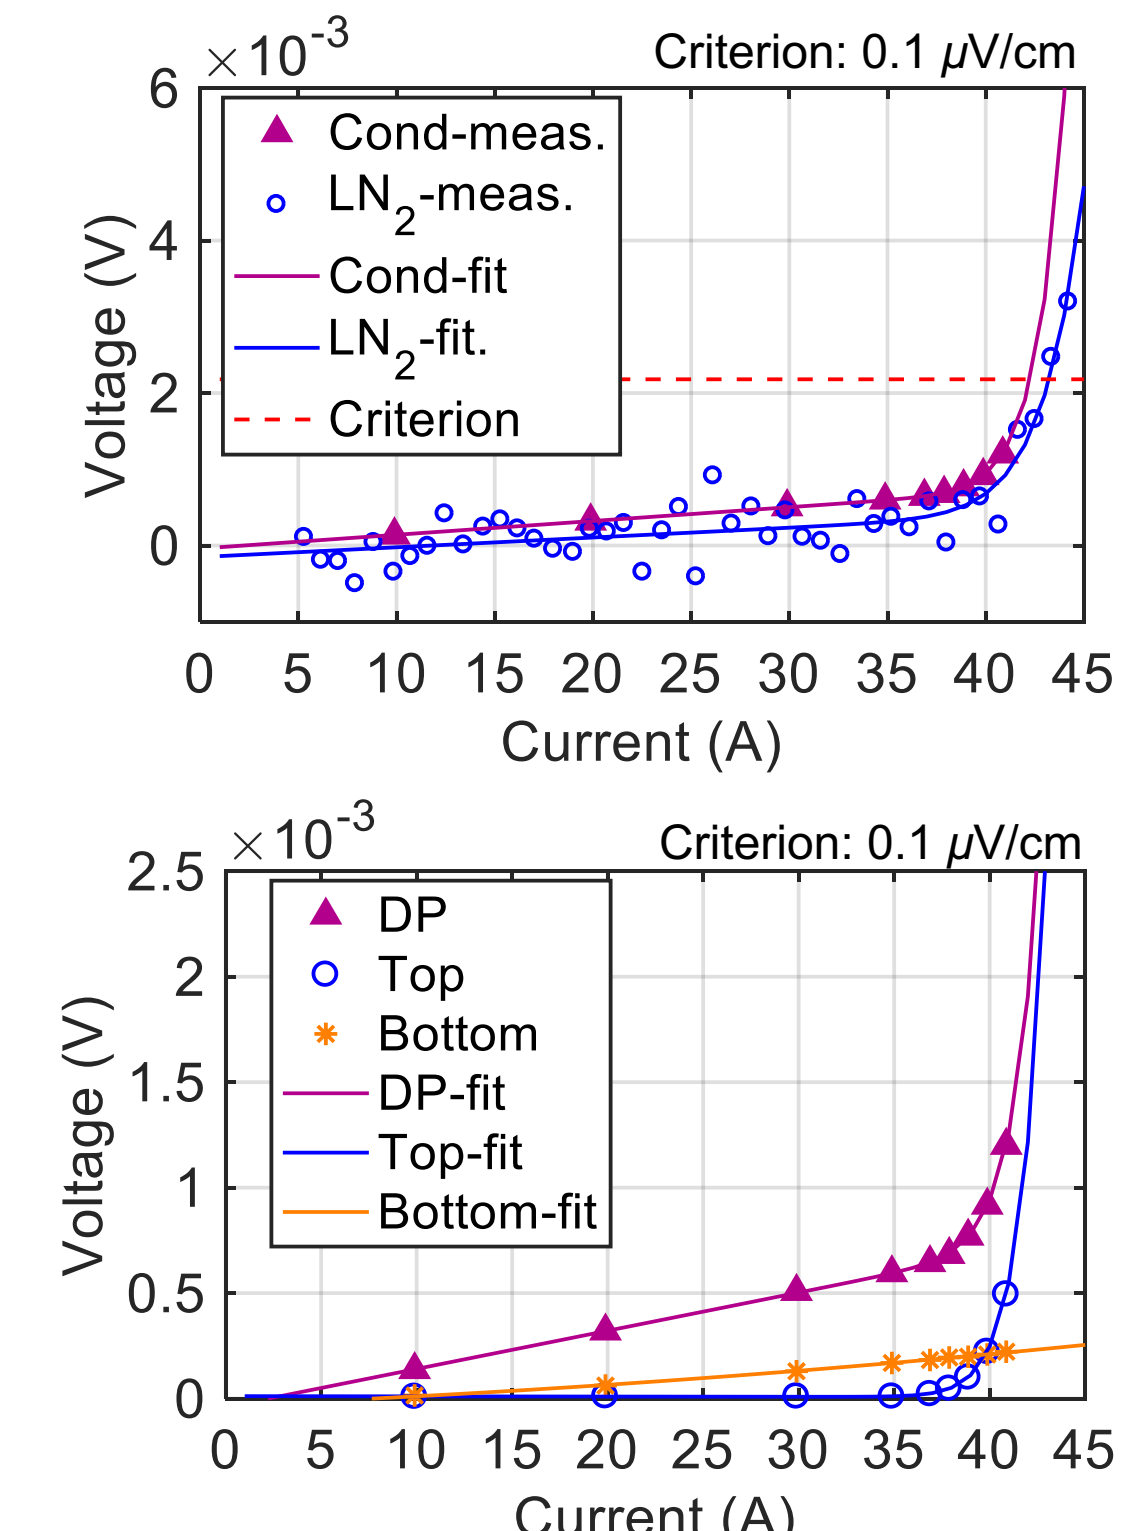 ×10⁻³
Criterion: 0.1 μV/cm
6
4
2
0
Voltage (V)
Cond-meas.
LN₂-meas.
Cond-fit
LN₂-fit.
Criterion
0 5 10 15 20 25 30 35 40 45
Current (A)
×10⁻³
Criterion: 0.1 μV/cm
2.5
2
1.5
1
0.5
0
Voltage (V)
DP
Top
Bottom
DP-fit
Top-fit
Bottom-fit
0 5 10 15 20 25 30 35 40 45
Current (A)